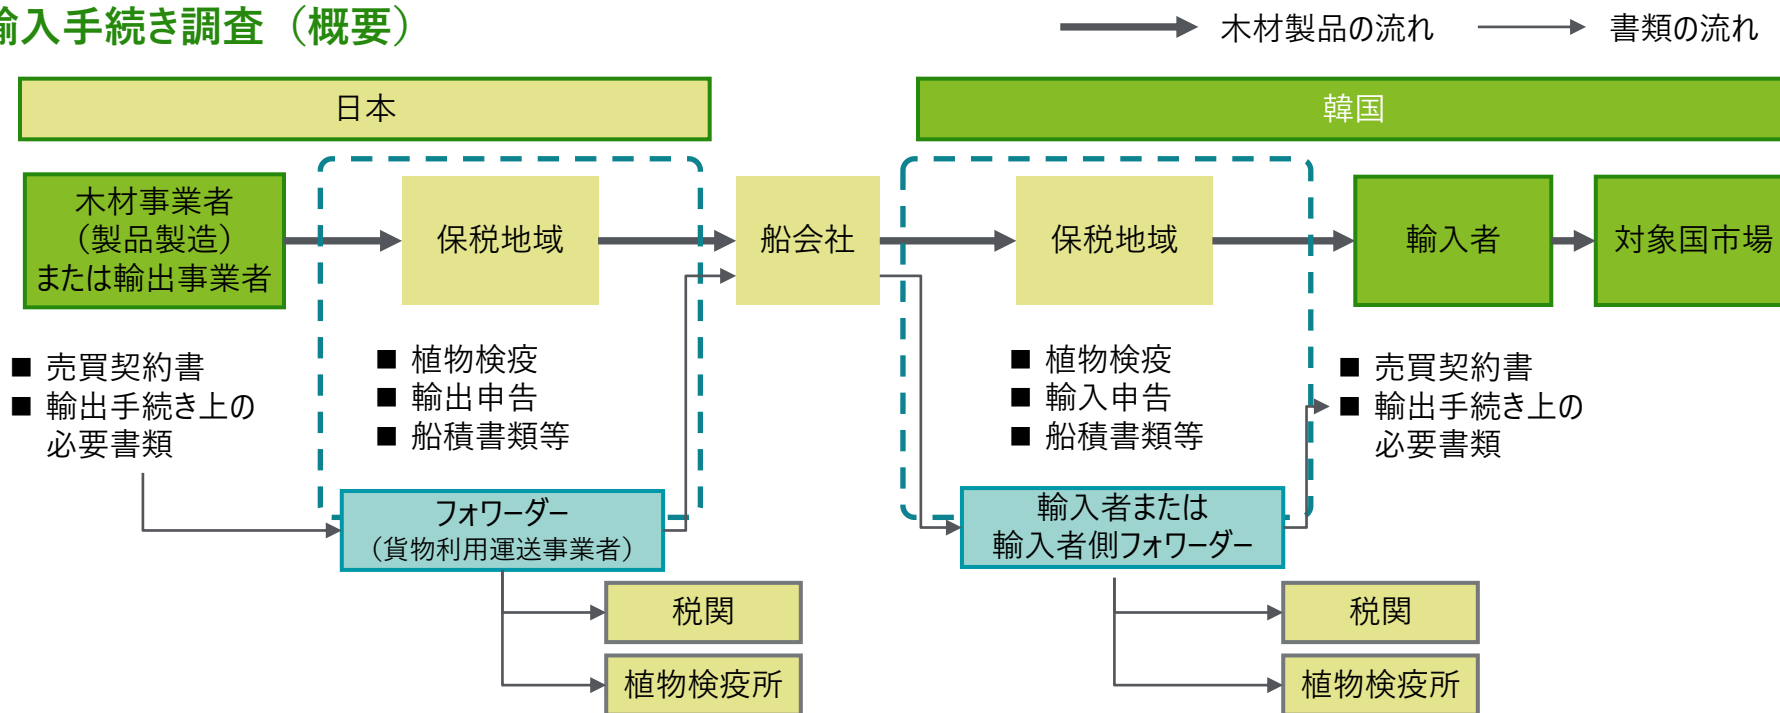 輸入手続き調査（概要）
木材製品の流れ
書類の流れ
日本
韓国
木材事業者
（製品製造）
または輸出事業者
保税地域
船会社
保税地域
輸入者
対象国市場
■ 売買契約書
■ 輸出手続き上の
必要書類
■ 植物検疫
■ 輸出申告
■ 船積書類等
■ 植物検疫
■ 輸入申告
■ 船積書類等
■ 売買契約書
■ 輸出手続き上の
必要書類
フォワーダー
（貨物利用運送事業者）
輸入者または
輸入者側フォワーダー
税関
植物検疫所
税関
植物検疫所